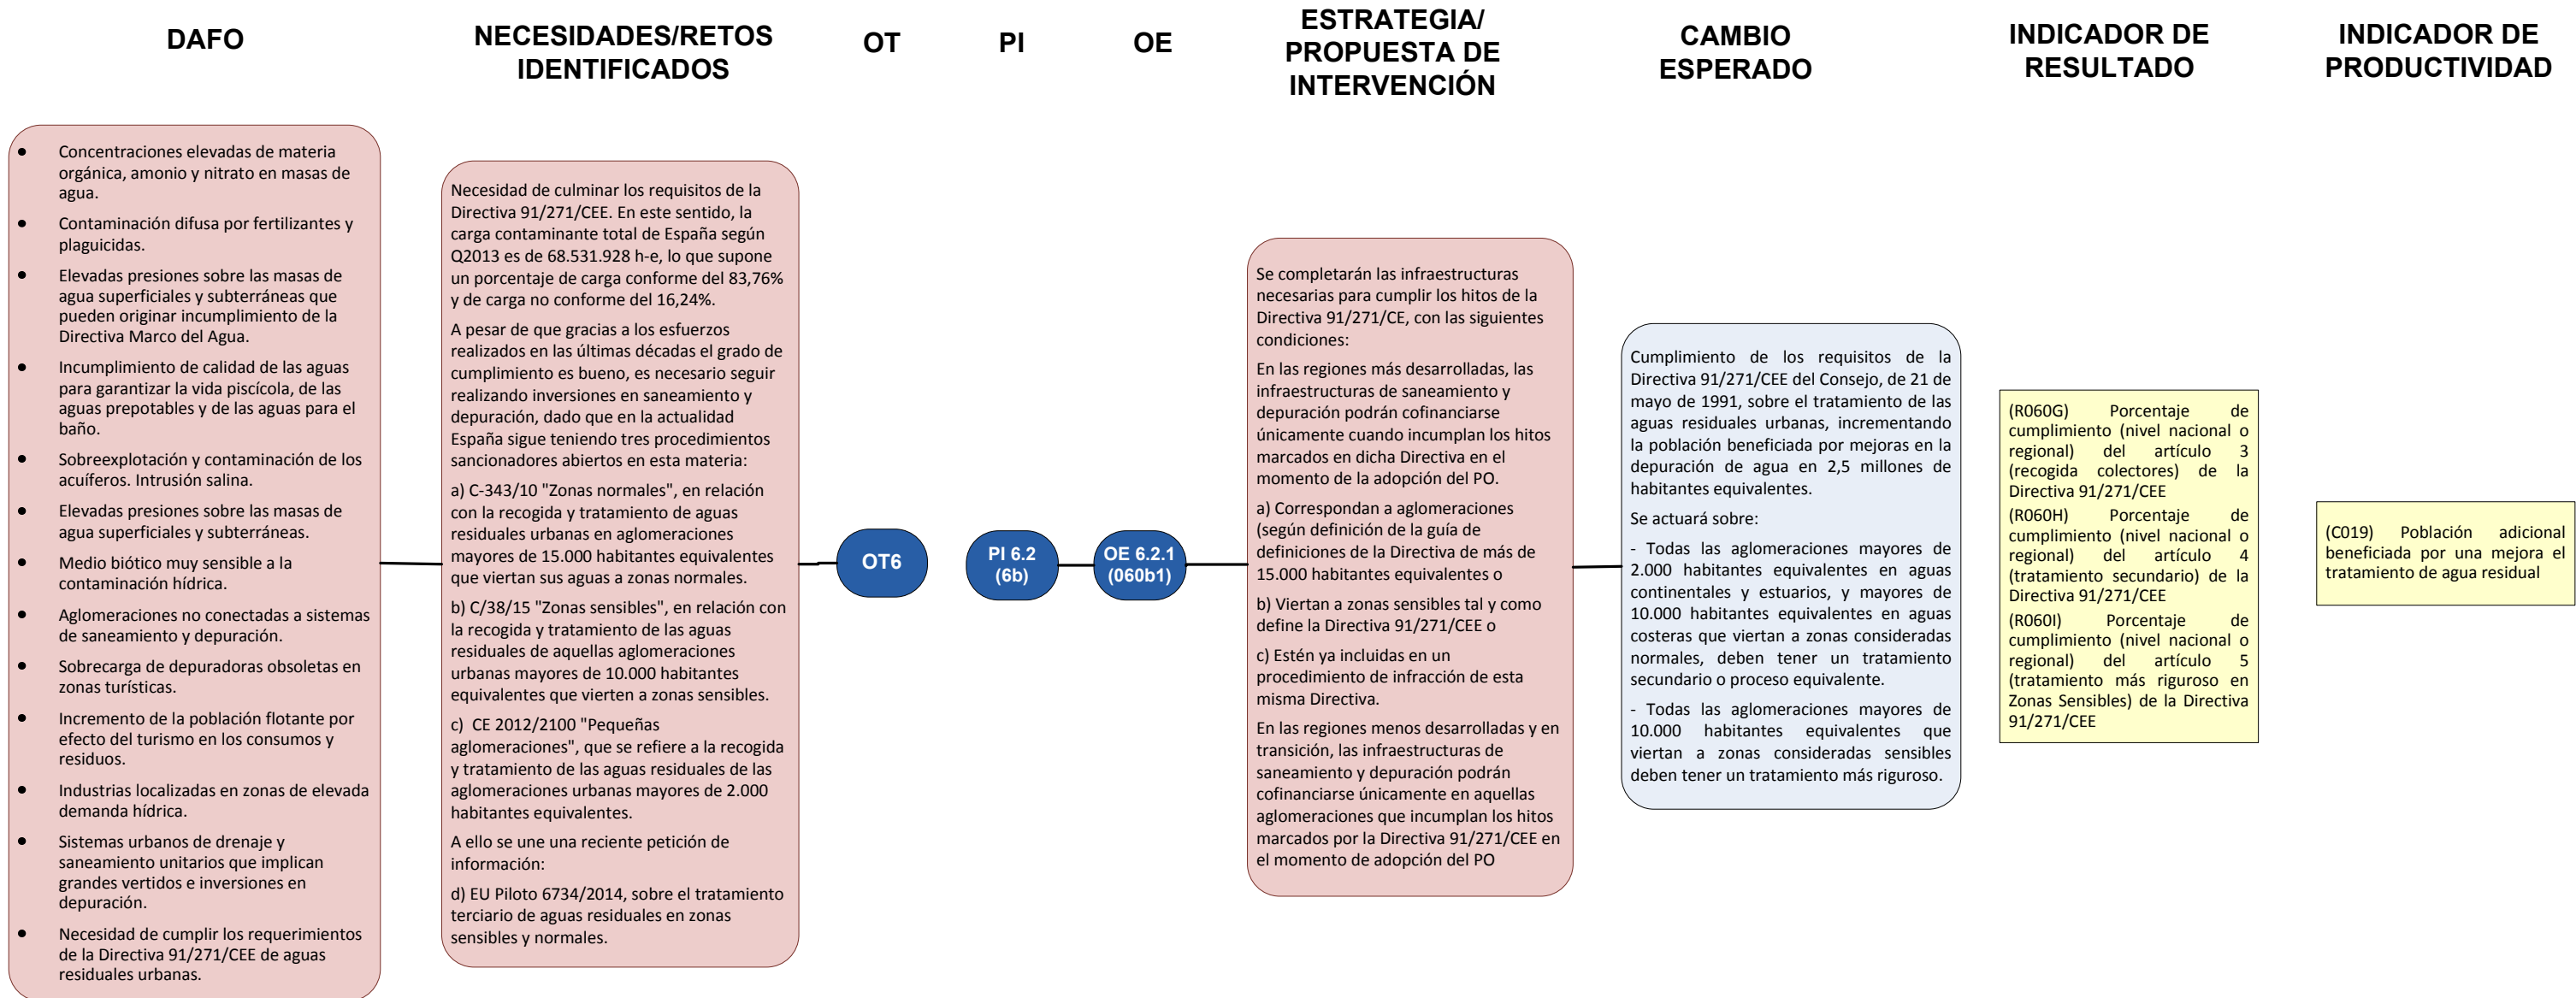 DAFO
NECESIDADES/RETOS
IDENTIFICADOS
OT
PI
OE
ESTRATEGIA/
PROPUESTA DE
INTERVENCIÓN
CAMBIO
ESPERADO
INDICADOR DE
RESULTADO
INDICADOR DE
PRODUCTIVIDAD
• Concentraciones elevadas de materia
orgánica, amonio y nitrato en masas de
agua.
• Contaminación difusa por fertilizantes y
plaguicidas.
• Elevadas presiones sobre las masas de
agua superficiales y subterráneas que
pueden originar incumplimiento de la
Directiva Marco del Agua.
• Incumplimiento de calidad de las aguas
para garantizar la vida piscícola, de las
aguas prepotables y de las aguas para el
baño.
• Sobreexplotación y contaminación de los
acuíferos. Intrusión salina.
• Elevadas presiones sobre las masas de
agua superficiales y subterráneas.
• Medio biótico muy sensible a la
contaminación hídrica.
• Aglomeraciones no conectadas a sistemas
de saneamiento y depuración.
• Sobrecarga de depuradoras obsoletas en
zonas turísticas.
• Incremento de la población flotante por
efecto del turismo en los consumos y
residuos.
• Industrias localizadas en zonas de elevada
demanda hídrica.
• Sistemas urbanos de drenaje y
saneamiento unitarios que implican
grandes vertidos e inversiones en
depuración.
• Necesidad de cumplir los requerimientos
de la Directiva 91/271/CEE de aguas
residuales urbanas.
Necesidad de culminar los requisitos de la
Directiva 91/271/CEE. En este sentido, la
carga contaminante total de España según
Q2013 es de 68.531.928 h-e, lo que supone
un porcentaje de carga conforme del 83,76%
y de carga no conforme del 16,24%.
A pesar de que gracias a los esfuerzos
realizados en las últimas décadas el grado de
cumplimiento es bueno, es necesario seguir
realizando inversiones en saneamiento y
depuración, dado que en la actualidad
España sigue teniendo tres procedimientos
sancionadores abiertos en esta materia:
a) C-343/10 "Zonas normales", en relación
con la recogida y tratamiento de aguas
residuales urbanas en aglomeraciones
mayores de 15.000 habitantes equivalentes
que viertan sus aguas a zonas normales.
b) C/38/15 "Zonas sensibles", en relación con
la recogida y tratamiento de las aguas
residuales de aquellas aglomeraciones
urbanas mayores de 10.000 habitantes
equivalentes que vierten a zonas sensibles.
c) CE 2012/2100 "Pequeñas
aglomeraciones", que se refiere a la recogida
y tratamiento de las aguas residuales de las
aglomeraciones urbanas mayores de 2.000
habitantes equivalentes.
A ello se une una reciente petición de
información:
d) EU Piloto 6734/2014, sobre el tratamiento
terciario de aguas residuales en zonas
sensibles y normales.
OT6
PI 6.2
(6b)
OE 6.2.1
(060b1)
Se completarán las infraestructuras
necesarias para cumplir los hitos de la
Directiva 91/271/CE, con las siguientes
condiciones:
En las regiones más desarrolladas, las
infraestructuras de saneamiento y
depuración podrán cofinanciarse
únicamente cuando incumplan los hitos
marcados en dicha Directiva en el
momento de la adopción del PO.
a) Correspondan a aglomeraciones
(según definición de la guía de
definiciones de la Directiva de más de
15.000 habitantes equivalentes o
b) Viertan a zonas sensibles tal y como
define la Directiva 91/271/CEE o
c) Estén ya incluidas en un
procedimiento de infracción de esta
misma Directiva.
En las regiones menos desarrolladas y en
transición, las infraestructuras de
saneamiento y depuración podrán
cofinanciarse únicamente en aquellas
aglomeraciones que incumplan los hitos
marcados por la Directiva 91/271/CEE en
el momento de adopción del PO
Cumplimiento de los requisitos de la
Directiva 91/271/CEE del Consejo, de 21 de
mayo de 1991, sobre el tratamiento de las
aguas residuales urbanas, incrementando
la población beneficiada por mejoras en la
depuración de agua en 2,5 millones de
habitantes equivalentes.
Se actuará sobre:
- Todas las aglomeraciones mayores de
2.000 habitantes equivalentes en aguas
continentales y estuarios, y mayores de
10.000 habitantes equivalentes en aguas
costeras que viertan a zonas consideradas
normales, deben tener un tratamiento
secundario o proceso equivalente.
- Todas las aglomeraciones mayores de
10.000 habitantes equivalentes que
viertan a zonas consideradas sensibles
deben tener un tratamiento más riguroso.
(R060G) Porcentaje de
cumplimiento (nivel nacional o
regional) del artículo 3
(recogida colectores) de la
Directiva 91/271/CEE
(R060H) Porcentaje de
cumplimiento (nivel nacional o
regional) del artículo 4
(tratamiento secundario) de la
Directiva 91/271/CEE
(R060I) Porcentaje de
cumplimiento (nivel nacional o
regional) del artículo 5
(tratamiento más riguroso en
Zonas Sensibles) de la Directiva
91/271/CEE
(C019) Población adicional
beneficiada por una mejora el
tratamiento de agua residual